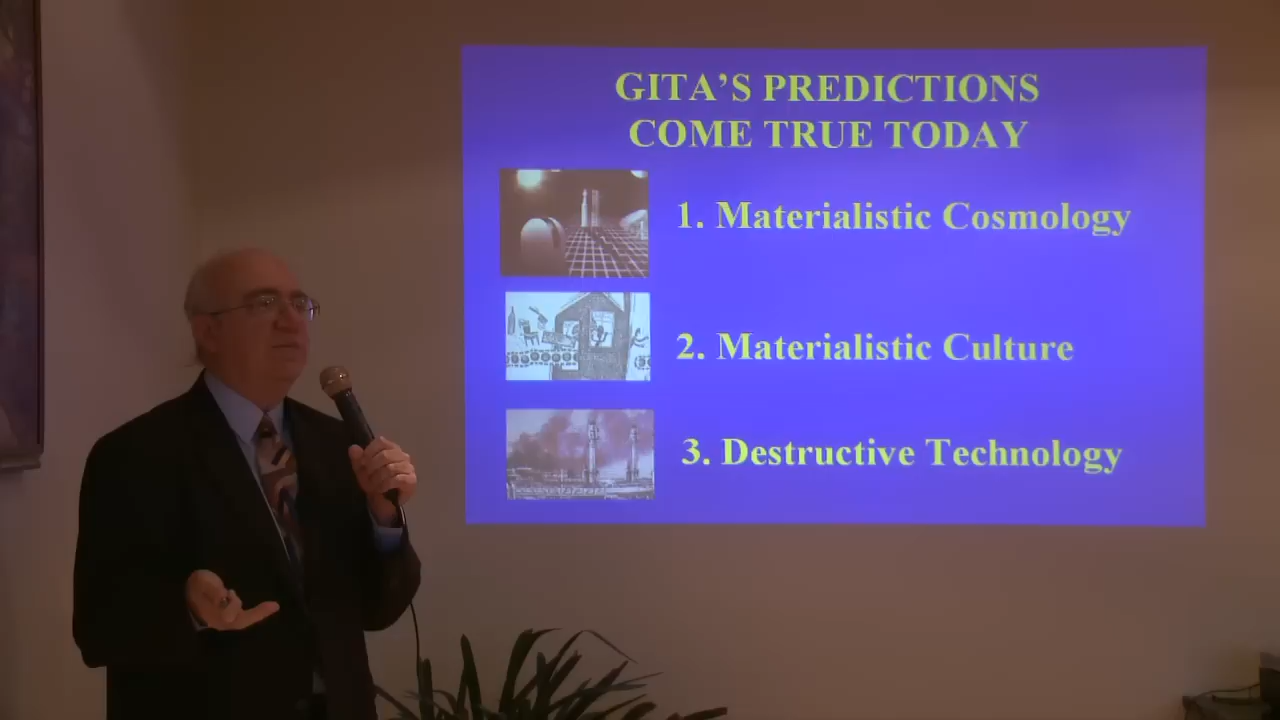 GITA'S PREDICTIONS
COME TRUE TODAY
1. Materialistic Cosmology
2. Materialistic Culture
3. Destructive Technology